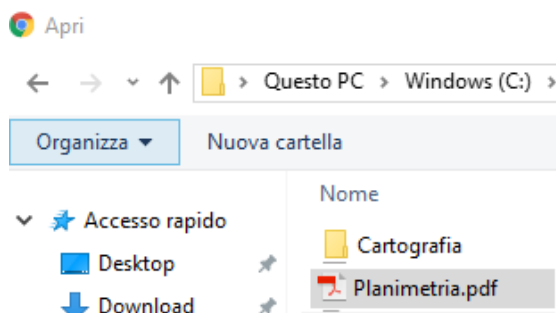 Apri
Questo PC > Windows (C:) >
Organizza Nuova cartella
Nome
Accesso rapido
Cartografia
Desktop
Planimetria.pdf
Download